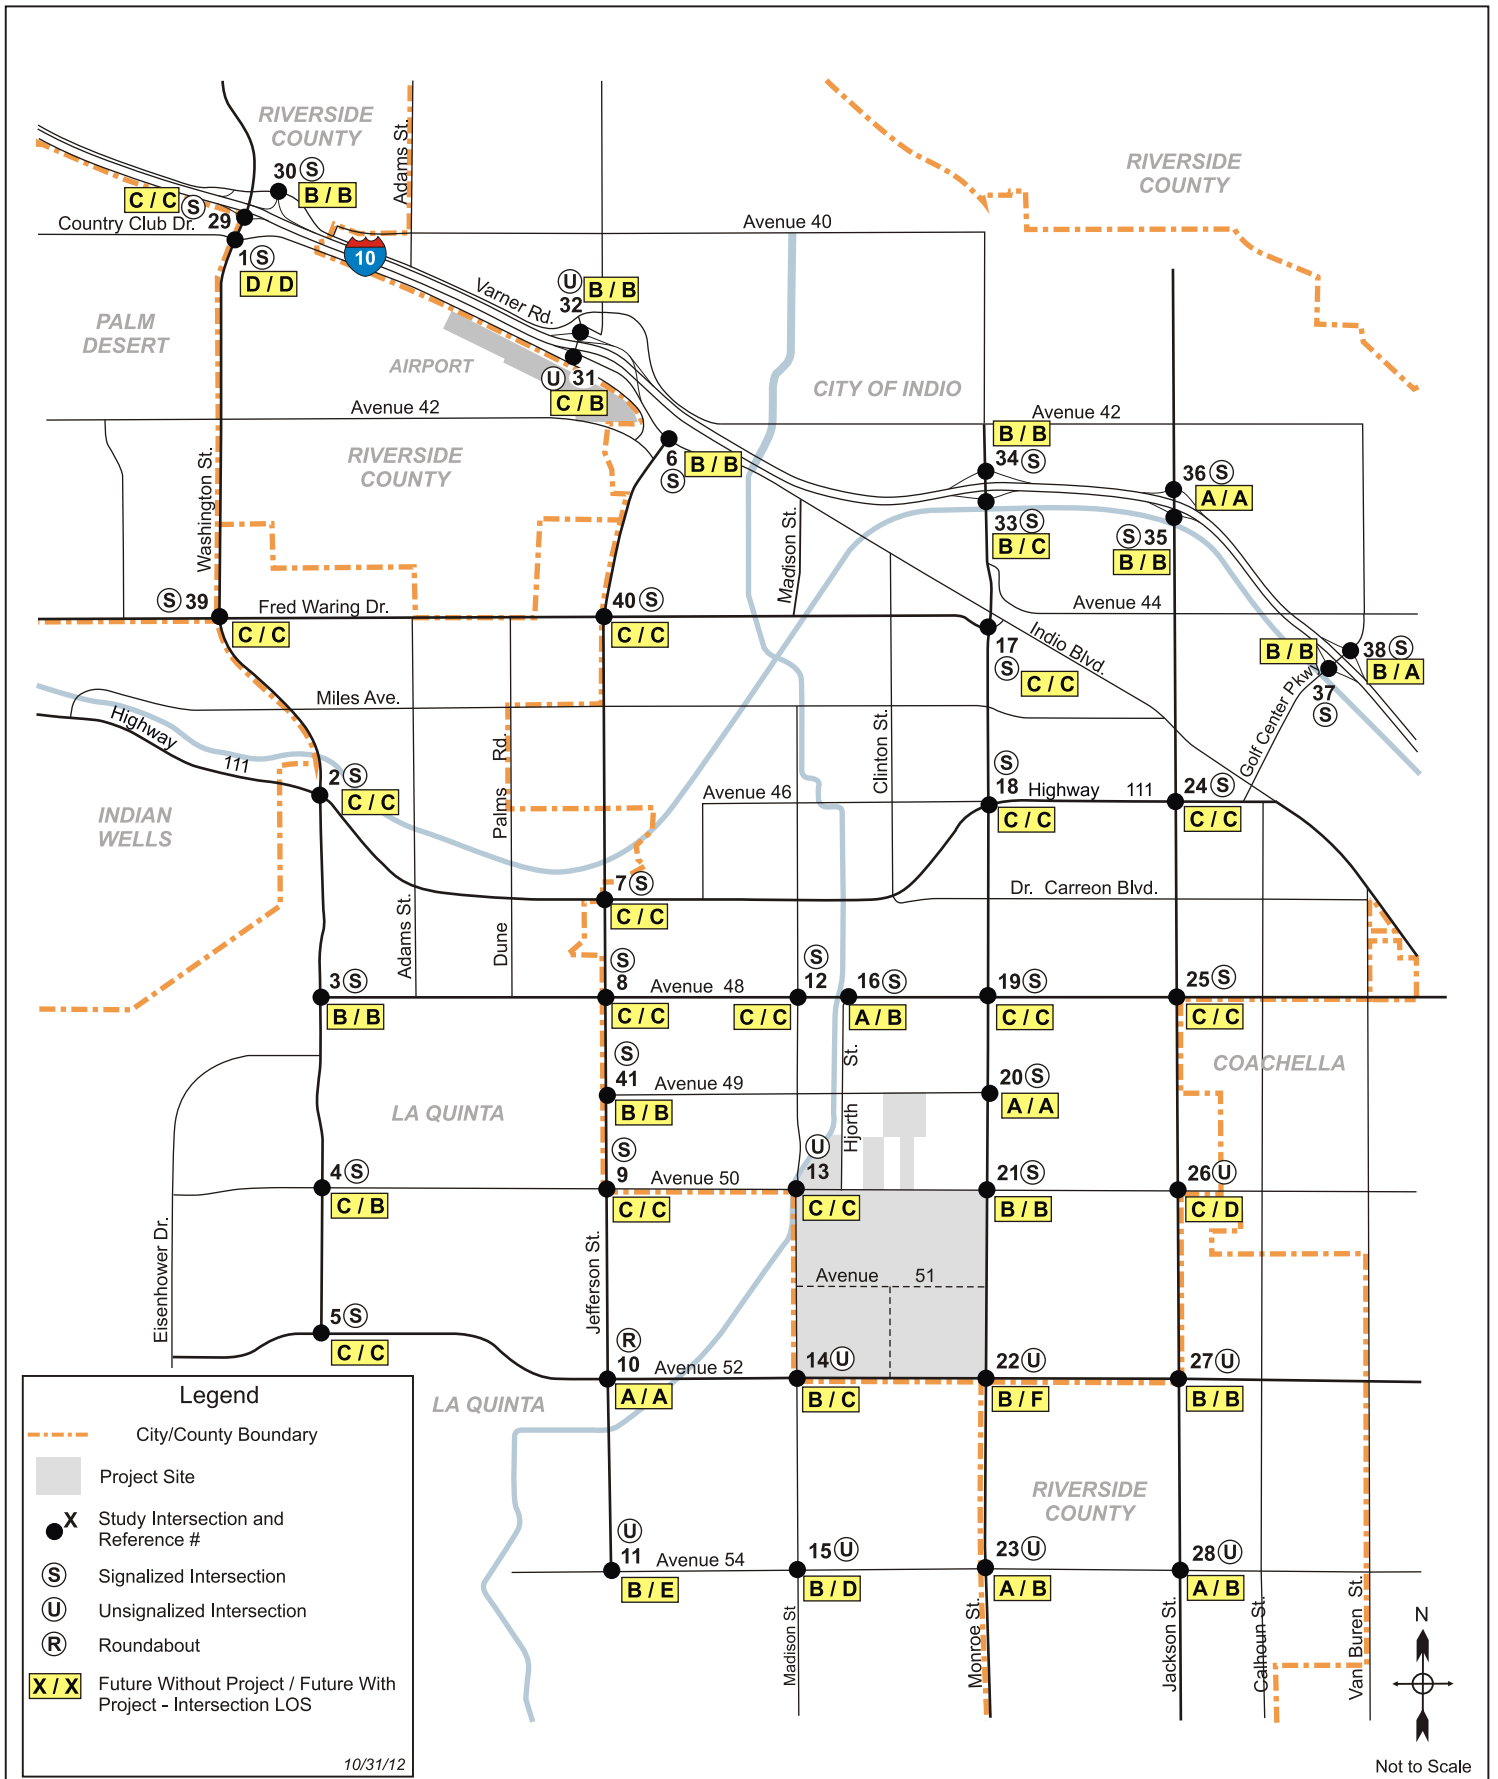 RIVERSIDE
COUNTY
Adams St.
30 S
B / B
C / C
S
29
Country Club Dr.
1 S
D / D
10
Avenue 40
RIVERSIDE
COUNTY
Varner Rd.
U
32
B / B
PALM
DESERT
AIRPORT
U 31
C / B
CITY OF INDIO
Avenue 42
Avenue 42
Washington St.
RIVERSIDE
COUNTY
6
S
B / B
B / B
34 S
36 S
A / A
Madison St.
33 S
B / C
S 35
B / B
S 39
Fred Waring Dr.
C / C
40 S
C / C
Avenue 44
17
S
C / C
Indio Blvd.
B / B
38 S
B / A
37
S
Golf Center Pkwy
Miles Ave.
Highway
111
2 S
C / C
Palms Rd.
Dune
Clinton St.
INDIAN
WELLS
Avenue 46
S
18
C / C
Highway 111
24 S
C / C
7 S
C / C
Dr. Carreon Blvd.
Adams St.
3 S
B / B
S
8
C / C
Avenue 48
S
12
C / C
16 S
A / B
19 S
C / C
25 S
C / C
S
41
B / B
Avenue 49
Hjorth St.
20 S
A / A
COACHELLA
LA QUINTA
4 S
C / B
S
9
C / C
Avenue 50
U
13
C / C
21 S
B / B
26 U
C / D
Eisenhower Dr.
Jefferson St.
Avenue 51
5 S
C / C
R
10
A / A
Avenue 52
14 U
B / C
22 U
B / F
27 U
B / B
LA QUINTA
RIVERSIDE
COUNTY
U
11
B / E
Avenue 54
15 U
B / D
23 U
A / B
28 U
A / B
Madison St
Monroe St.
Jackson St.
Calhoun St.
Van Buren St.
Legend
City/County Boundary
Project Site
X
Study Intersection and
Reference #
S Signalized Intersection
U Unsignalized Intersection
R Roundabout
X / X Future Without Project / Future With
Project - Intersection LOS
10/31/12
N
Not to Scale